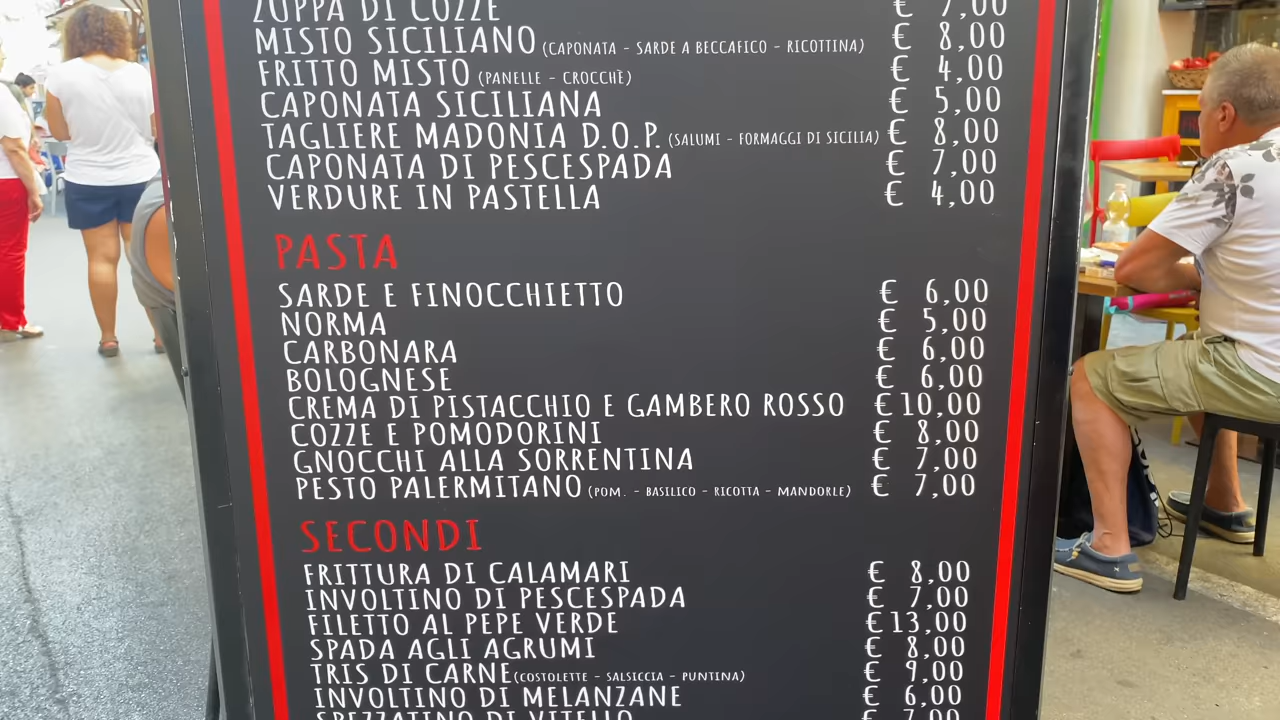 ZUPPA DI COZZE € 7,00
MISTO SICILIANO (CAPONATA - SARDE A BECCAFICO - RICOTTINA) € 8,00
FRITTO MISTO (PANELLE - CROCCHÈ) € 4,00
CAPONATA SICILIANA € 5,00
TAGLIERE MADONIA D.O.P. (SALUMI - FORMAGGI DI SICILIA) € 8,00
CAPONATA DI PESCESPADA € 7,00
VERDURE IN PASTELLA € 4,00
PASTA
SARDE E FINOCCHIETTO € 6,00
NORMA € 5,00
CARBONARA € 6,00
BOLOGNESE € 6,00
CREMA DI PISTACCHIO E GAMBERO ROSSO € 10,00
COZZE E POMODORINI € 8,00
GNOCCHI ALLA SORRENTINA € 7,00
PESTO PALERMITANO (POM. - BASILICO - RICOTTA - MANDORLE) € 7,00
SECONDI
FRITTURA DI CALAMARI € 8,00
INVOLTINO DI PESCESPADA € 7,00
FILETTO AL PEPE VERDE € 13,00
SPADA AGLI AGRUMI € 8,00
TRIS DI CARNE (COSTOLETTE - SALSICCIA - PUNTINA) € 9,00
INVOLTINO DI MELANZANE € 6,00
SPEZZATINO DI VITELLO € 7,00